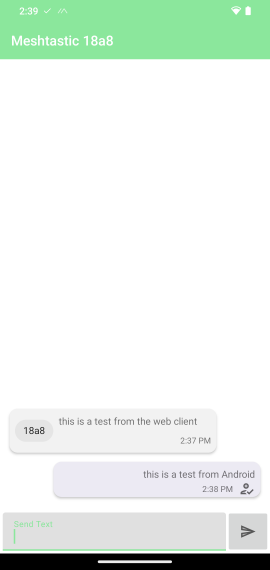 2:39
Meshtastic 18a8
18a8
this is a test from the web client
2:37 PM
this is a test from Android
2:38 PM
Send Text